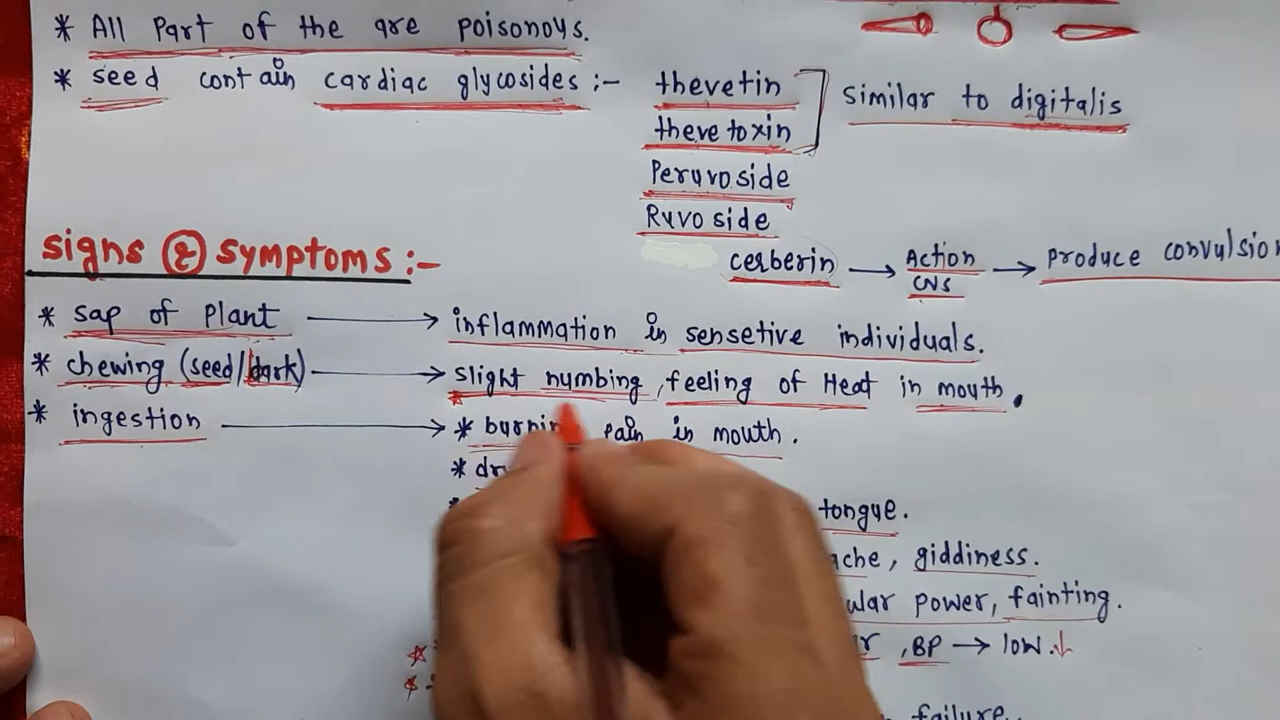 * All Part of the are poisonous.
* seed contain cardiac glycosides :- thevetin
thevetoxin
similar to digitalis
Peruvoside
Ruvoside
cerberin → Action CNS → produce convulsion
signs & symptoms :-
* sap of plant → inflammation in sensetive individuals.
* chewing (seed/bark) → slight numbing, feeling of Heat in mouth.
* ingestion → * burning pain in mouth.
*
tongue.
, giddiness.
power, fainting.
, BP → low ↓
failure.